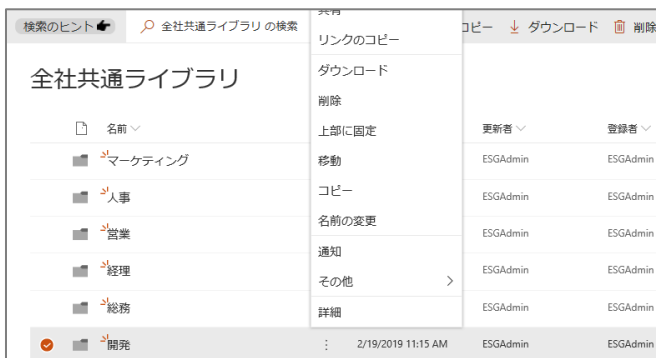 検索のヒント
全社共通ライブラリ の検索
共有
リンクのコピー
ダウンロード
削除
上部に固定
移動
コピー
名前の変更
通知
その他
詳細
コピー
ダウンロード
削除
全社共通ライブラリ
名前
更新者
登録者
マーケティング
ESGAdmin
ESGAdmin
人事
ESGAdmin
ESGAdmin
営業
ESGAdmin
ESGAdmin
経理
ESGAdmin
ESGAdmin
総務
ESGAdmin
ESGAdmin
開発
2/19/2019 11:15 AM
ESGAdmin
ESGAdmin